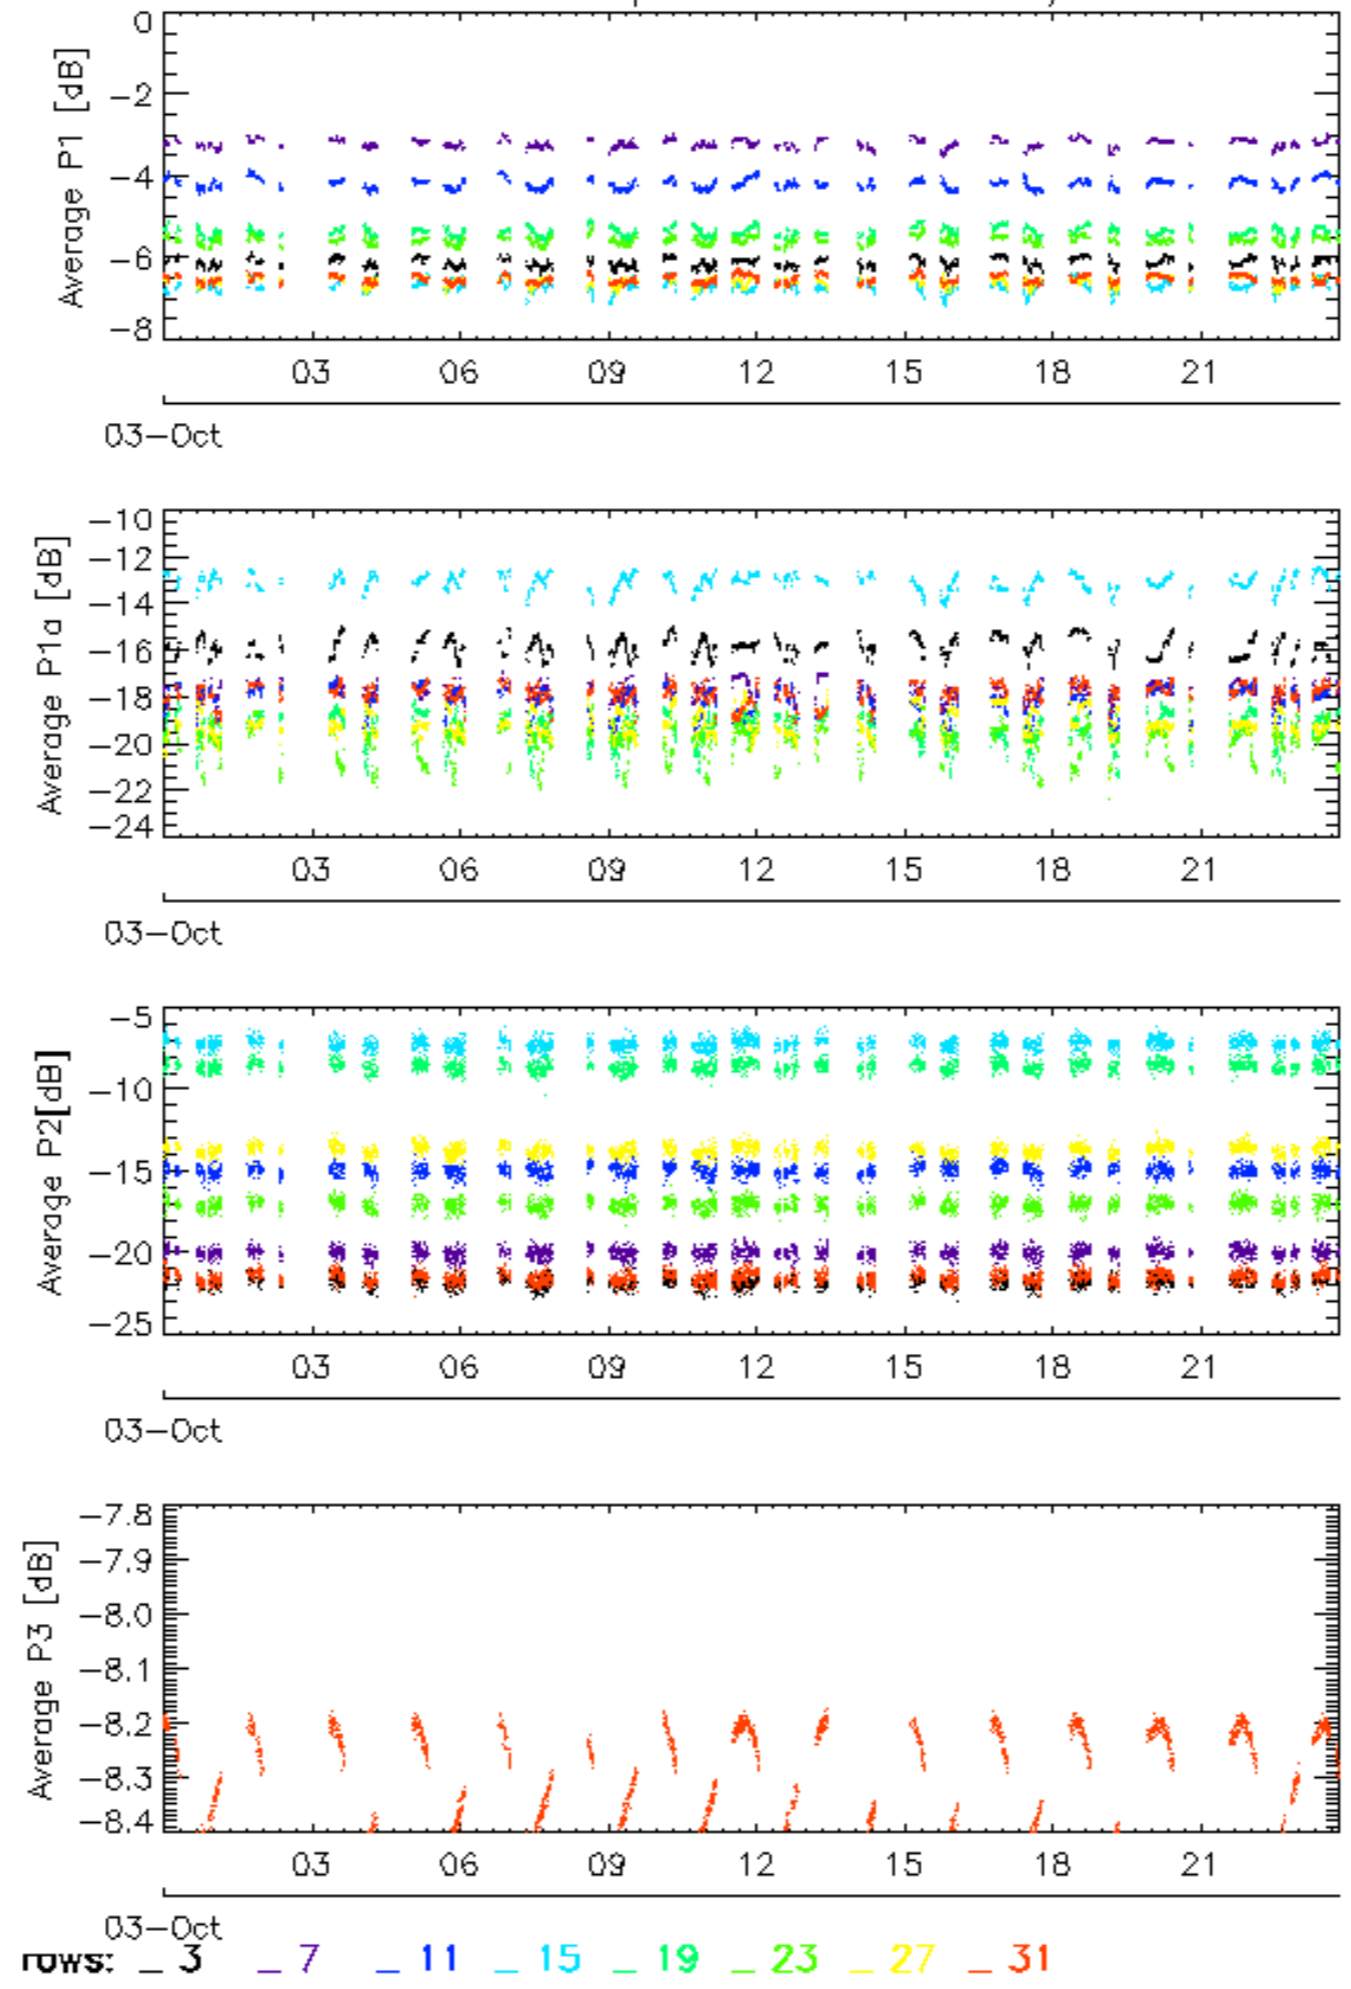 0
-2
-4
-6
-8
Average P1 [dB]
03 06 09 12 15 18 21
03-Oct
-10
-12
-14
-16
-18
-20
-22
-24
Average P1a [dB]
03 06 09 12 15 18 21
03-Oct
-5
-10
-15
-20
-25
Average P2[dB]
03 06 09 12 15 18 21
03-Oct
-7.8
-7.9
-8.0
-8.1
-8.2
-8.3
-8.4
Average P3 [dB]
03 06 09 12 15 18 21
03-Oct
rows: _ 3 _ 7 _ 11 _ 15 _ 19 _ 23 _ 27 _ 31